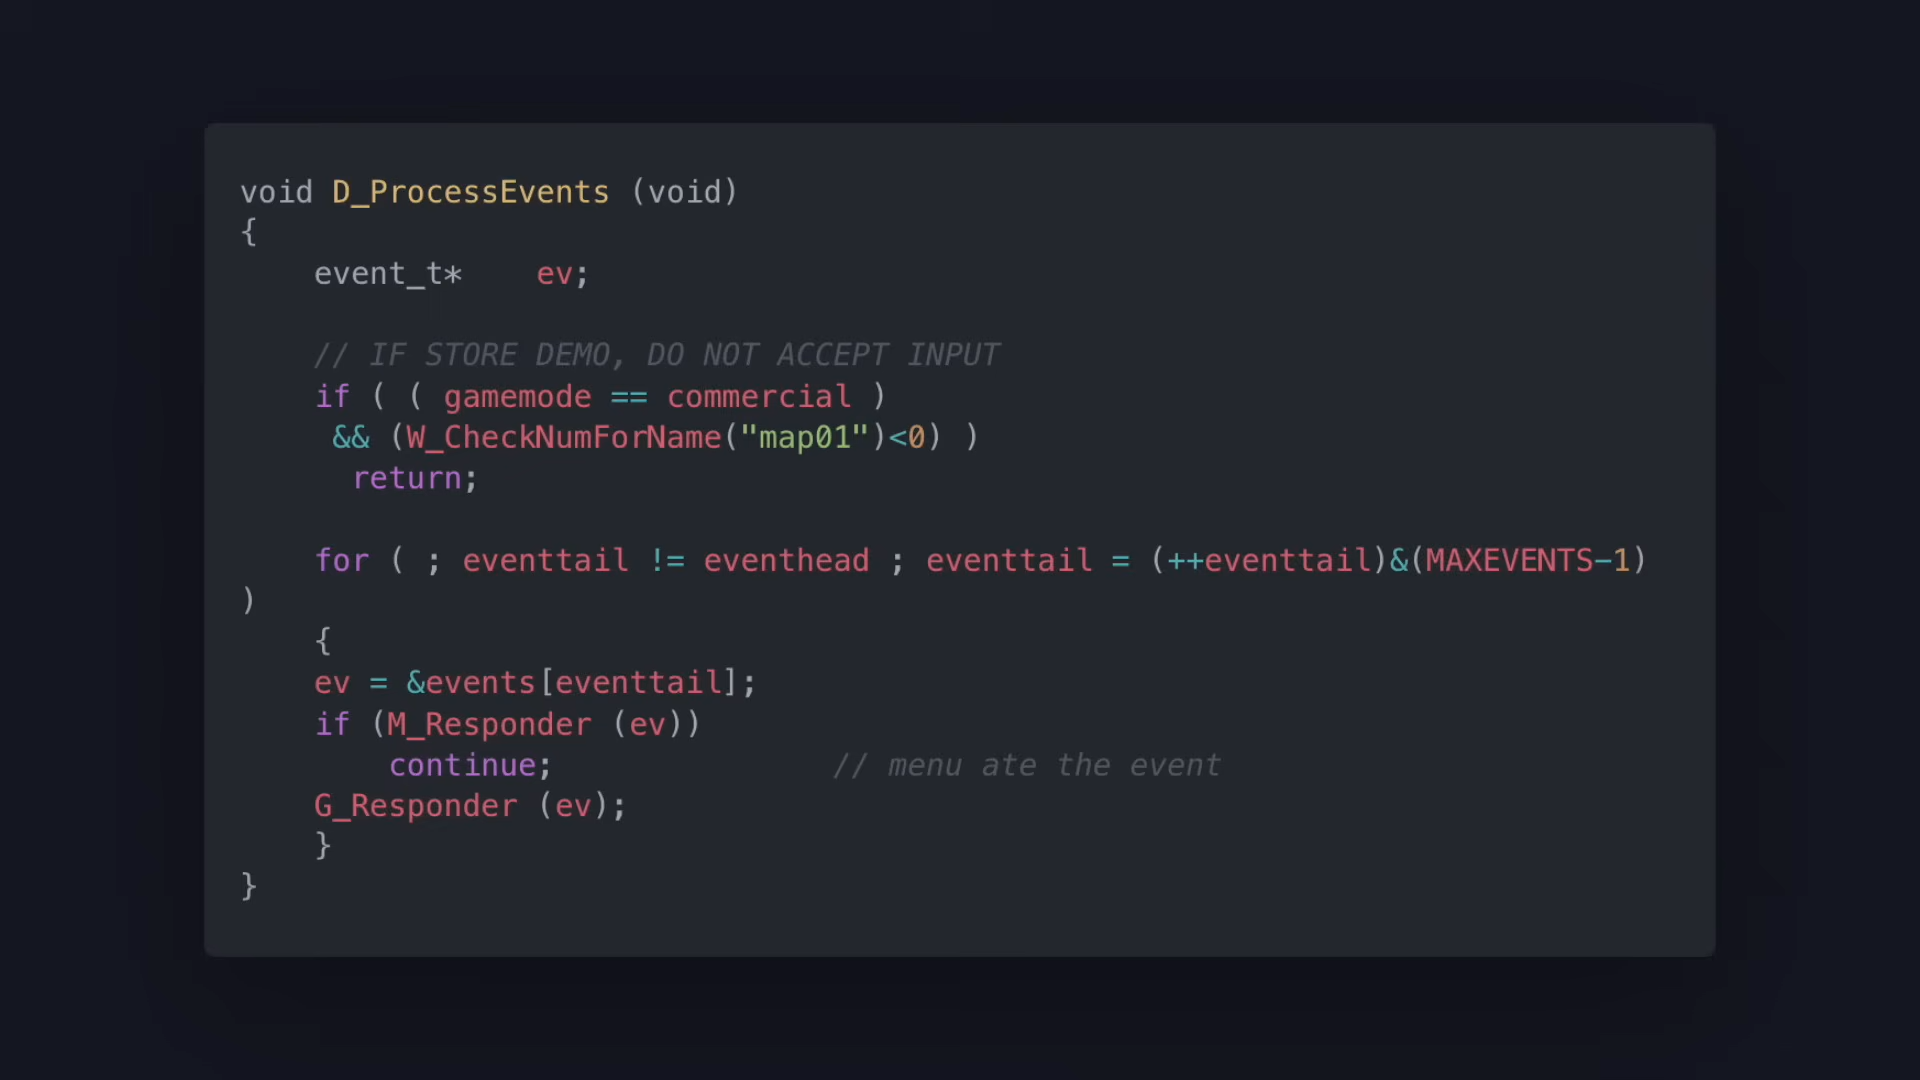 void D_ProcessEvents (void)
{
    event_t*    ev;

    // IF STORE DEMO, DO NOT ACCEPT INPUT
    if ( ( gamemode == commercial )
     && (W_CheckNumForName("map01")<0) )
      return;

    for ( ; eventtail != eventhead ; eventtail = (++eventtail)&(MAXEVENTS-1)
)
    {
    ev = &events[eventtail];
    if (M_Responder (ev))
        continue;               // menu ate the event
    G_Responder (ev);
    }
}